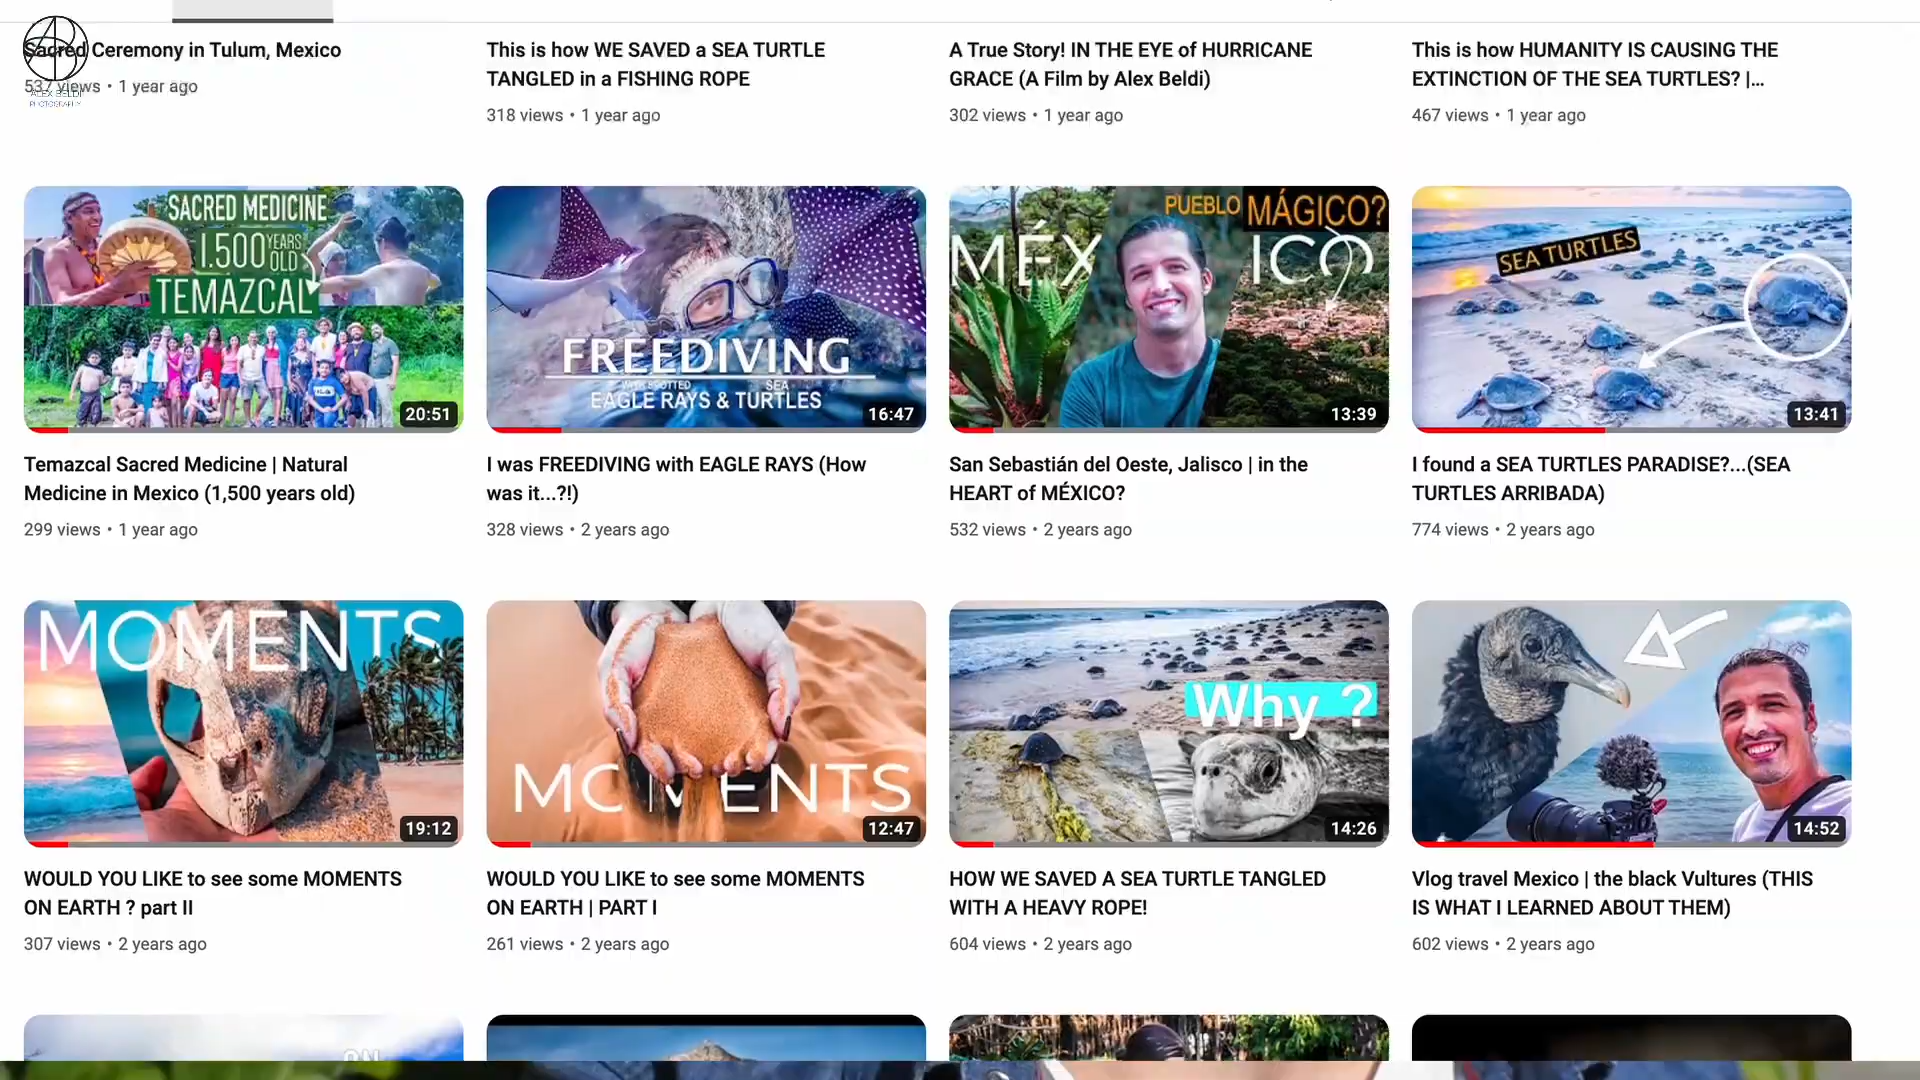 Sacred Ceremony in Tulum, Mexico
537 views • 1 year ago
ALEX BELDI
PHOTOGRAPHY
This is how WE SAVED a SEA TURTLE
TANGLED in a FISHING ROPE
318 views • 1 year ago
A True Story! IN THE EYE of HURRICANE
GRACE (A Film by Alex Beldi)
302 views • 1 year ago
This is how HUMANITY IS CAUSING THE
EXTINCTION OF THE SEA TURTLES? |...
467 views • 1 year ago
SACRED MEDICINE
1.500 YEARS OLD
TEMAZCAL
20:51
Temazcal Sacred Medicine | Natural
Medicine in Mexico (1,500 years old)
299 views • 1 year ago
FREEDIVING
WITH SPOTTED SEA
EAGLE RAYS & TURTLES
16:47
I was FREEDIVING with EAGLE RAYS (How
was it...?!)
328 views • 2 years ago
PUEBLO MÁGICO?
MÉXICO
13:39
San Sebastián del Oeste, Jalisco | in the
HEART of MÉXICO?
532 views • 2 years ago
SEA TURTLES
13:41
I found a SEA TURTLES PARADISE?...(SEA
TURTLES ARRIBADA)
774 views • 2 years ago
MOMENTS
19:12
WOULD YOU LIKE to see some MOMENTS
ON EARTH ? part II
307 views • 2 years ago
MOMENTS
12:47
WOULD YOU LIKE to see some MOMENTS
ON EARTH | PART I
261 views • 2 years ago
Why ?
14:26
HOW WE SAVED A SEA TURTLE TANGLED
WITH A HEAVY ROPE!
604 views • 2 years ago
14:52
Vlog travel Mexico | the black Vultures (THIS
IS WHAT I LEARNED ABOUT THEM)
602 views • 2 years ago